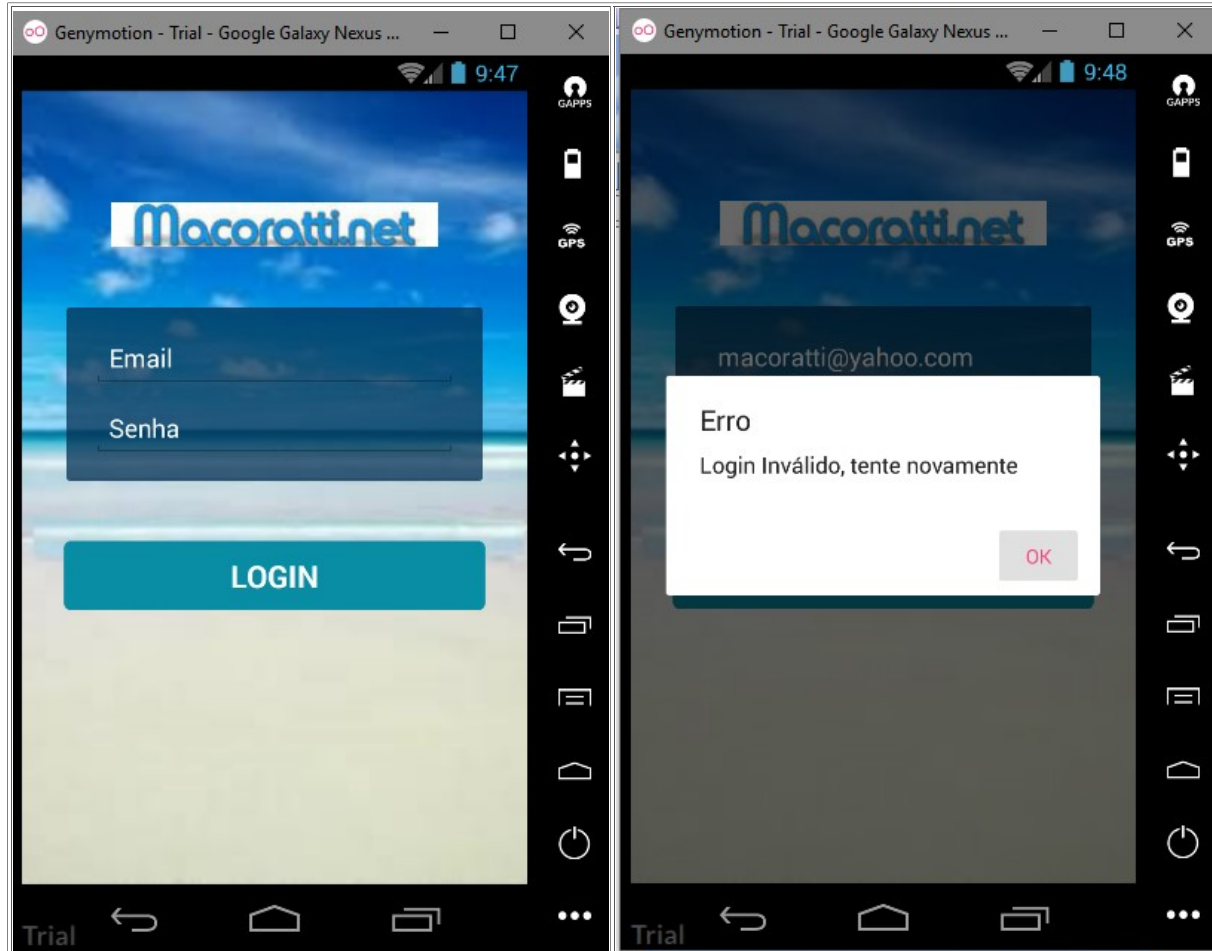 Genymotion - Trial - Google Galaxy Nexus ...
9:47
GAPPS
GPS
Macoratti.net
Email
Senha
LOGIN
Trial
Genymotion - Trial - Google Galaxy Nexus ...
9:48
GAPPS
GPS
Macoratti.net
macoratti@yahoo.com
Erro
Login Inválido, tente novamente
OK
Trial